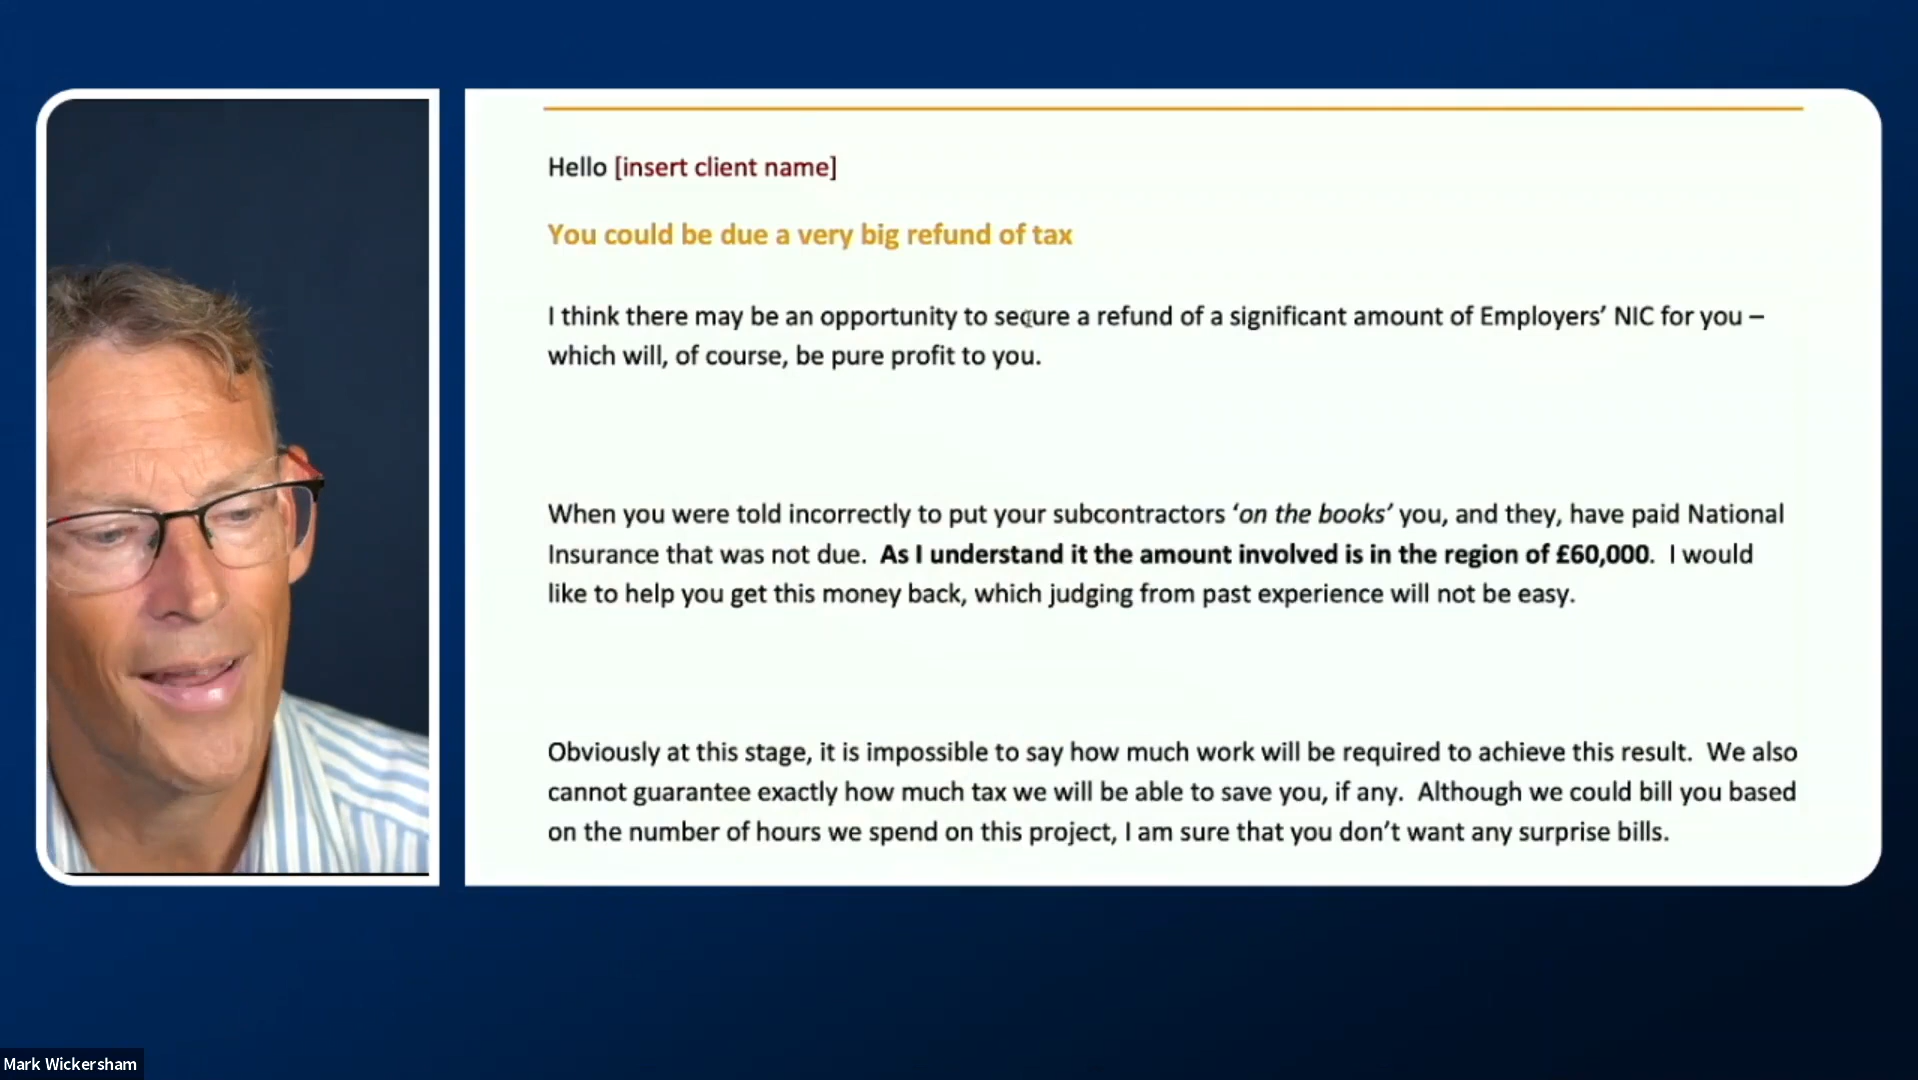 Hello [insert client name]
You could be due a very big refund of tax
I think there may be an opportunity to secure a refund of a significant amount of Employers’ NIC for you –
which will, of course, be pure profit to you.
When you were told incorrectly to put your subcontractors ‘on the books’ you, and they, have paid National
Insurance that was not due.  As I understand it the amount involved is in the region of £60,000.  I would
like to help you get this money back, which judging from past experience will not be easy.
Obviously at this stage, it is impossible to say how much work will be required to achieve this result.  We also
cannot guarantee exactly how much tax we will be able to save you, if any.  Although we could bill you based
on the number of hours we spend on this project, I am sure that you don’t want any surprise bills.
Mark Wickersham